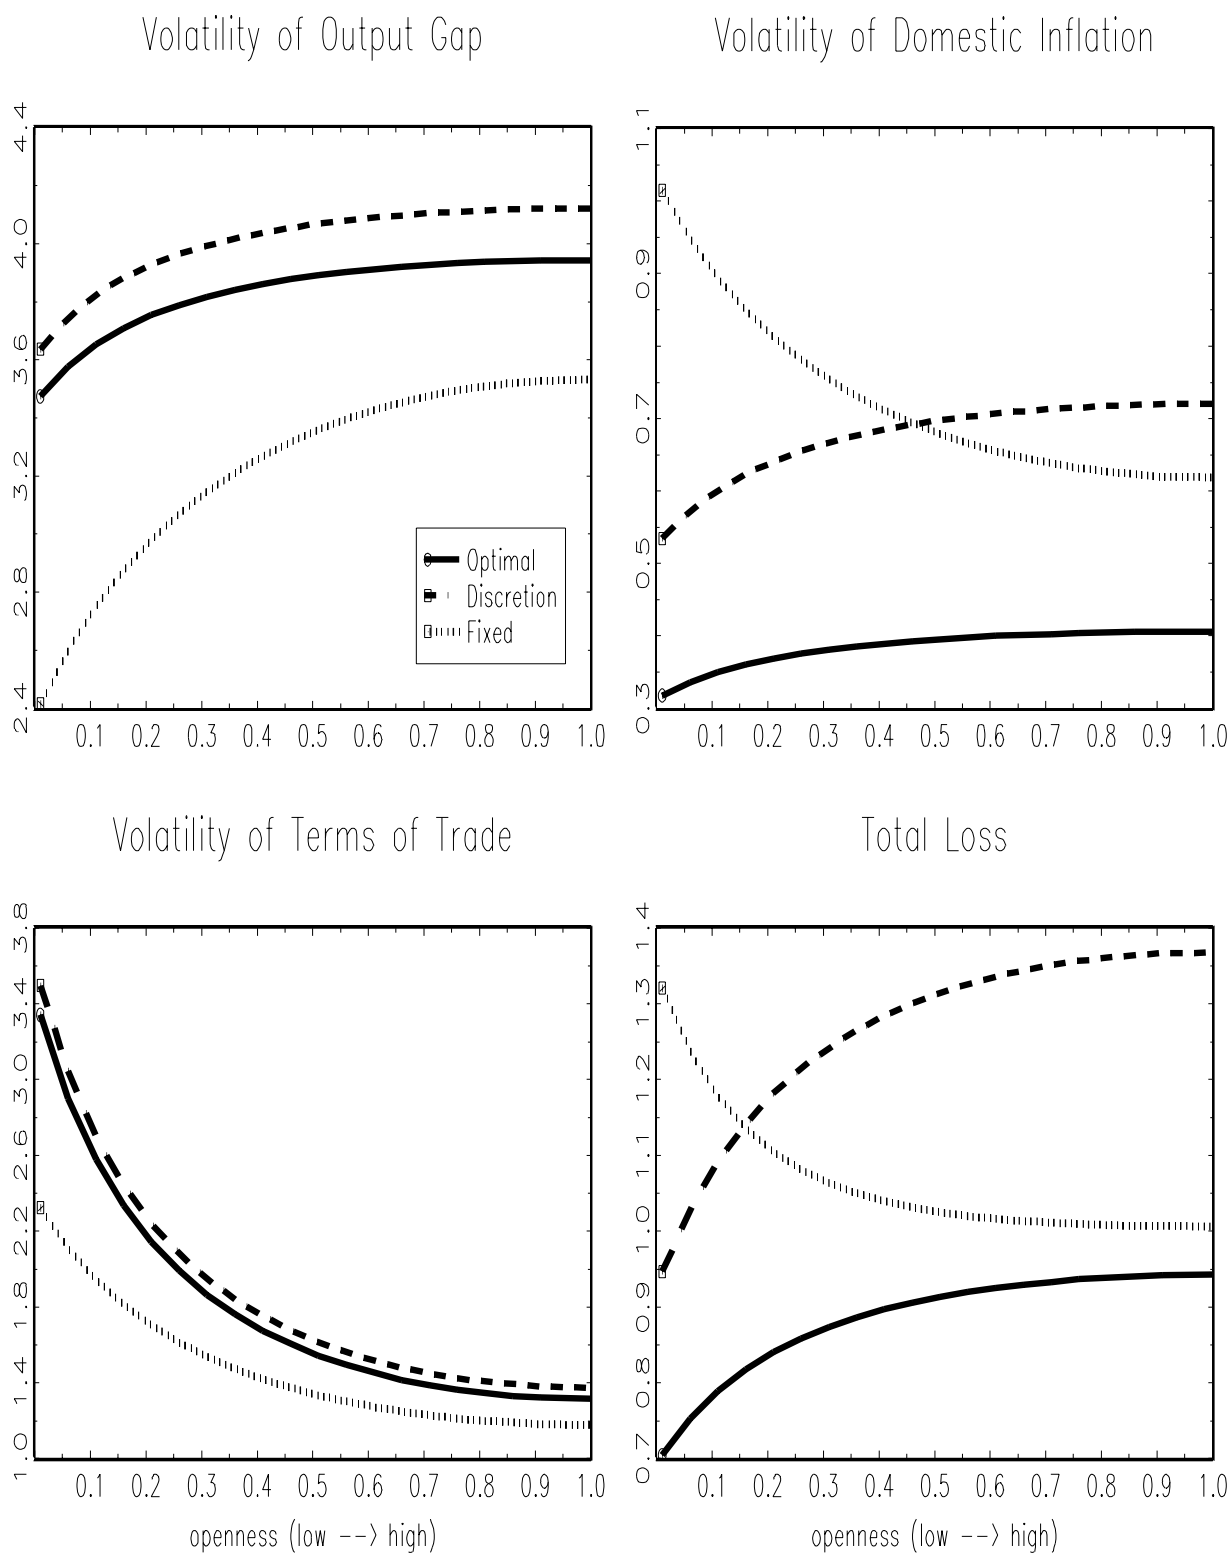 Volatility of Output Gap
4.4
4.0
3.6
3.2
2.8
2.4
Optimal
Discretion
Fixed
0.1 0.2 0.3 0.4 0.5 0.6 0.7 0.8 0.9 1.0
Volatility of Domestic Inflation
1.1
0.9
0.7
0.5
0.3
0.1 0.2 0.3 0.4 0.5 0.6 0.7 0.8 0.9 1.0
Volatility of Terms of Trade
3.8
3.4
3.0
2.6
2.2
1.8
1.4
1.0
0.1 0.2 0.3 0.4 0.5 0.6 0.7 0.8 0.9 1.0
openness (low --> high)
Total Loss
1.4
1.3
1.2
1.1
1.0
0.9
0.8
0.7
0.1 0.2 0.3 0.4 0.5 0.6 0.7 0.8 0.9 1.0
openness (low --> high)